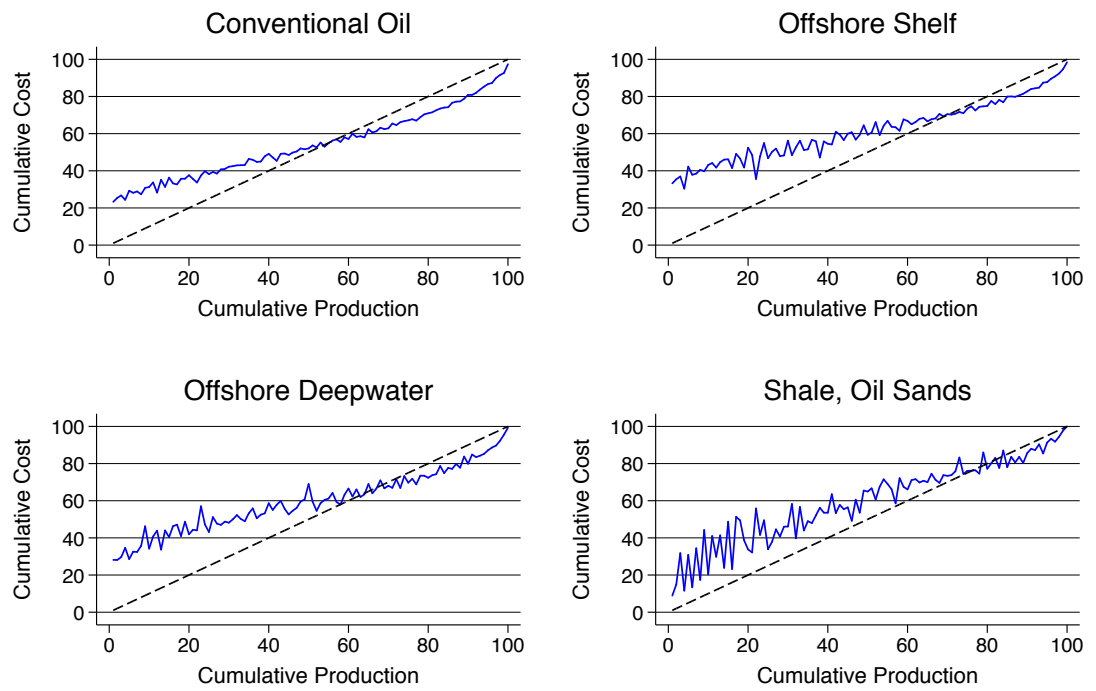 Conventional Oil
Cumulative Cost
100
80
60
40
20
0
0 20 40 60 80 100
Cumulative Production
Offshore Shelf
Cumulative Cost
100
80
60
40
20
0
0 20 40 60 80 100
Cumulative Production
Offshore Deepwater
Cumulative Cost
100
80
60
40
20
0
0 20 40 60 80 100
Cumulative Production
Shale, Oil Sands
Cumulative Cost
100
80
60
40
20
0
0 20 40 60 80 100
Cumulative Production